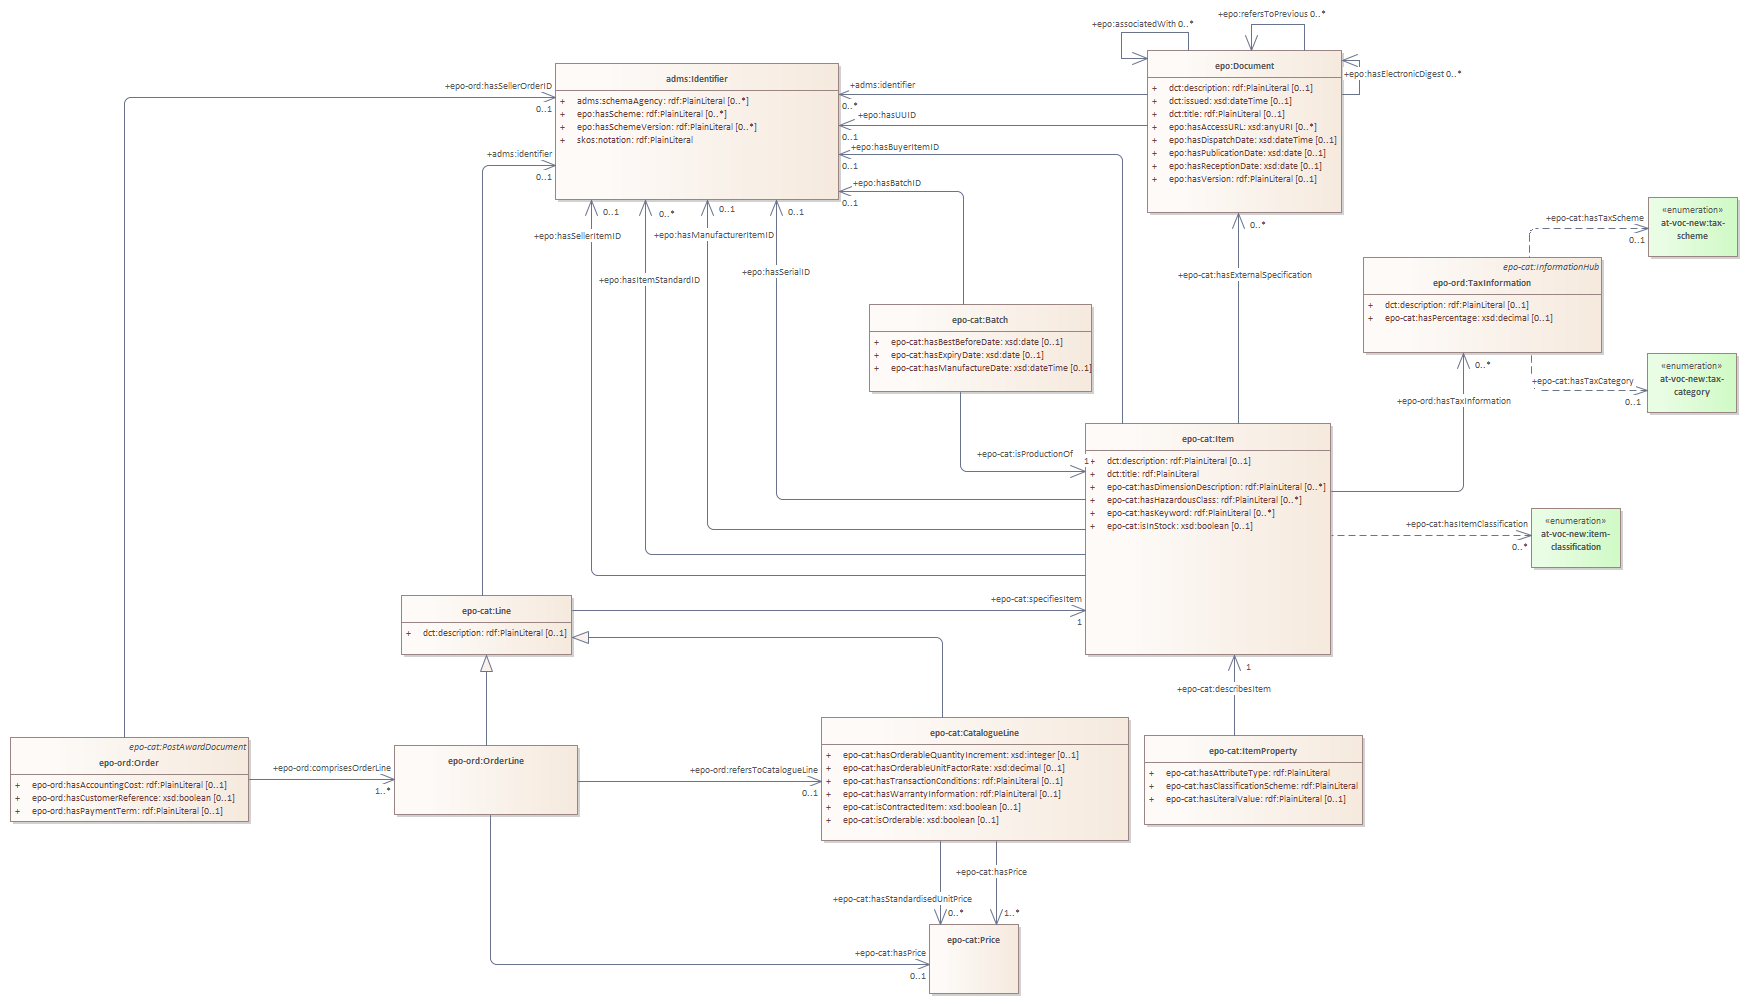 +epo:refersToPrevious 0..*
+epo:associatedWith 0..*
epo:Document
+epo:hasElectronicDigest 0..*
+ dct:description: rdf:PlainLiteral [0..1]
+ dct:issued: xsd:dateTime [0..1]
+ dct:title: rdf:PlainLiteral [0..1]
+ epo:hasAccessURL: xsd:anyURI [0..*]
+ epo:hasDispatchDate: xsd:dateTime [0..1]
+ epo:hasPublicationDate: xsd:date [0..1]
+ epo:hasReceptionDate: xsd:date [0..1]
+ epo:hasVersion: rdf:PlainLiteral [0..1]
adms:Identifier
+ adms:schemaAgency: rdf:PlainLiteral [0..*]
+ epo:hasScheme: rdf:PlainLiteral [0..*]
+ epo:hasSchemeVersion: rdf:PlainLiteral [0..*]
+ skos:notation: rdf:PlainLiteral
+epo-ord:hasSellerOrderID
0..1
+adms:identifier
0..1
+adms:identifier
0..*
+epo:hasUUID
0..1
+epo:hasBuyerItemID
0..1
+epo:hasBatchID
0..1
0..1
+epo:hasSellerItemID
0..*
+epo:hasItemStandardID
0..1
+epo:hasManufacturerItemID
0..1
+epo:hasSerialID
0..*
+epo-cat:hasExternalSpecification
+epo-cat:hasTaxScheme
0..1
«enumeration»
at-voc-new:tax-
scheme
epo-cat:InformationHub
epo-ord:TaxInformation
+ dct:description: rdf:PlainLiteral [0..1]
+ epo-cat:hasPercentage: xsd:decimal [0..1]
+epo-cat:hasTaxCategory
0..1
«enumeration»
at-voc-new:tax-
category
0..*
+epo-ord:hasTaxInformation
epo-cat:Batch
+ epo-cat:hasBestBeforeDate: xsd:date [0..1]
+ epo-cat:hasExpiryDate: xsd:date [0..1]
+ epo-cat:hasManufactureDate: xsd:dateTime [0..1]
+epo-cat:isProductionOf
1
epo-cat:Item
+ dct:description: rdf:PlainLiteral [0..1]
+ dct:title: rdf:PlainLiteral
+ epo-cat:hasDimensionDescription: rdf:PlainLiteral [0..*]
+ epo-cat:hasHazardousClass: rdf:PlainLiteral [0..*]
+ epo-cat:hasKeyword: rdf:PlainLiteral [0..*]
+ epo-cat:isInStock: xsd:boolean [0..1]
+epo-cat:hasItemClassification
0..*
«enumeration»
at-voc-new:item-
classification
epo-cat:Line
+ dct:description: rdf:PlainLiteral [0..1]
+epo-cat:specifiesItem
1
1
+epo-cat:describesItem
epo-cat:PostAwardDocument
epo-ord:Order
+ epo-ord:hasAccountingCost: rdf:PlainLiteral [0..1]
+ epo-ord:hasCustomerReference: xsd:boolean [0..1]
+ epo-ord:hasPaymentTerm: rdf:PlainLiteral [0..1]
+epo-ord:comprisesOrderLine
1..*
epo-ord:OrderLine
+epo-ord:refersToCatalogueLine
0..1
epo-cat:CatalogueLine
+ epo-cat:hasOrderableQuantityIncrement: xsd:integer [0..1]
+ epo-cat:hasOrderableUnitFactorRate: xsd:decimal [0..1]
+ epo-cat:hasTransactionConditions: rdf:PlainLiteral [0..1]
+ epo-cat:hasWarrantyInformation: rdf:PlainLiteral [0..1]
+ epo-cat:isContractedItem: xsd:boolean [0..1]
+ epo-cat:isOrderable: xsd:boolean [0..1]
epo-cat:ItemProperty
+ epo-cat:hasAttributeType: rdf:PlainLiteral
+ epo-cat:hasClassificationScheme: rdf:PlainLiteral
+ epo-cat:hasLiteralValue: rdf:PlainLiteral [0..1]
+epo-cat:hasPrice
+epo-cat:hasStandardisedUnitPrice
0..*
1..*
epo-cat:Price
+epo-cat:hasPrice
0..1